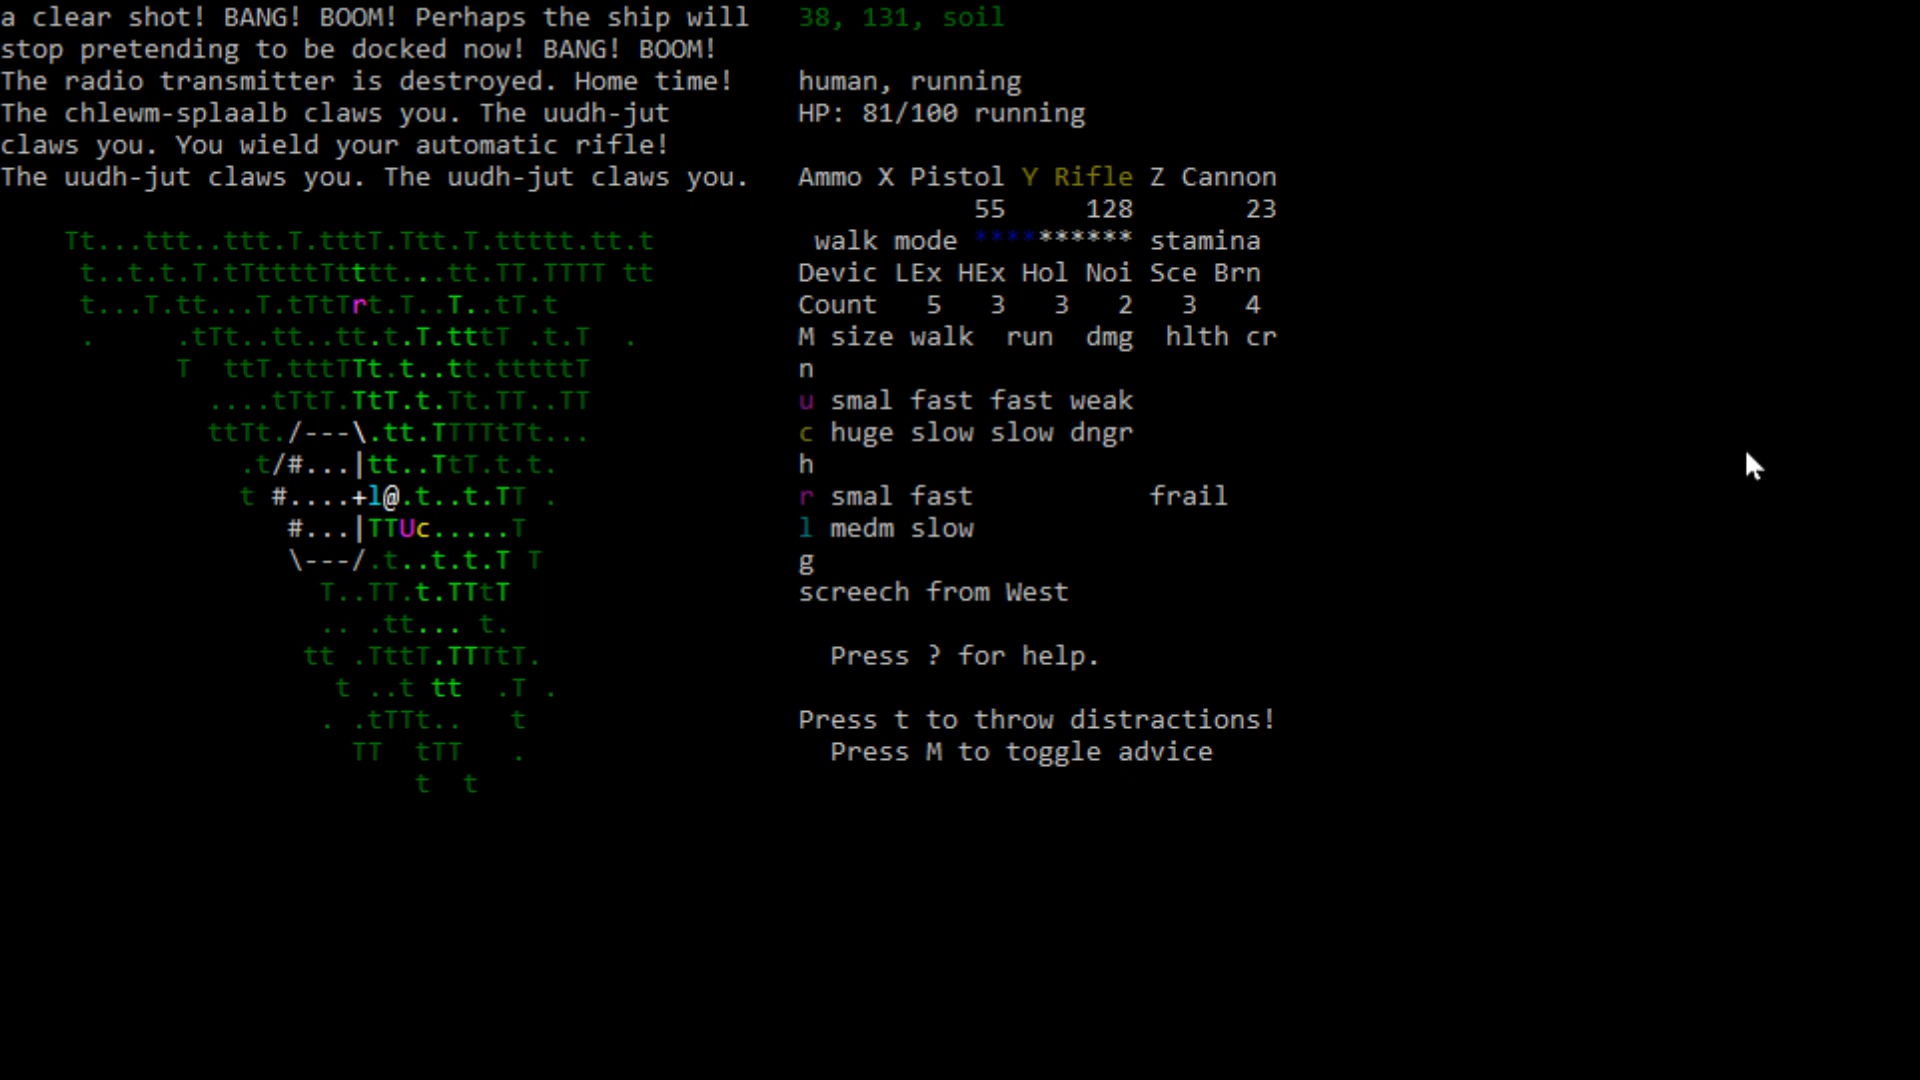 a clear shot! BANG! BOOM! Perhaps the ship will
stop pretending to be docked now! BANG! BOOM!
The radio transmitter is destroyed. Home time!
The chlewm-splaalb claws you. The uudh-jut
claws you. You wield your automatic rifle!
The uudh-jut claws you. The uudh-jut claws you.
Tt...ttt..ttt.T.tttT.Ttt.T.ttttt.tt.t
t..t.t.T.tTttttTttttt...tt.TT.TTTT tt
t...T.tt...T.tTtTrt.T..T..tT.t
.     .tTt..tt..tt.t.T.tttT .t.T  .
T  ttT.tttTTt.t..tt.tttttT
....tTtT.TtT.t.Tt.TT..TT
ttTt./---\.tt.TTTTtTt...
.t/#...|tt..TtT.t.t.
t #....+l@.t..t.TT .
#...|TTUc.....T
\---/.t..t.t.T T
T..TT.t.TTtT
.. .tt... t.
tt .TttT.TTTtT.
t ..t tt  .T .
. .tTTt..   t
TT  tTT   .
t  t
38, 131, soil
human, running
HP: 81/100 running
Ammo X Pistol Y Rifle Z Cannon
55     128       23
walk mode ********** stamina
Devic LEx HEx Hol Noi Sce Brn
Count   5   3   3   2   3   4
M size walk  run  dmg  hlth cr
n
u smal fast fast weak
c huge slow slow dngr
h
r smal fast           frail
l medm slow
g
screech from West
Press ? for help.
Press t to throw distractions!
Press M to toggle advice